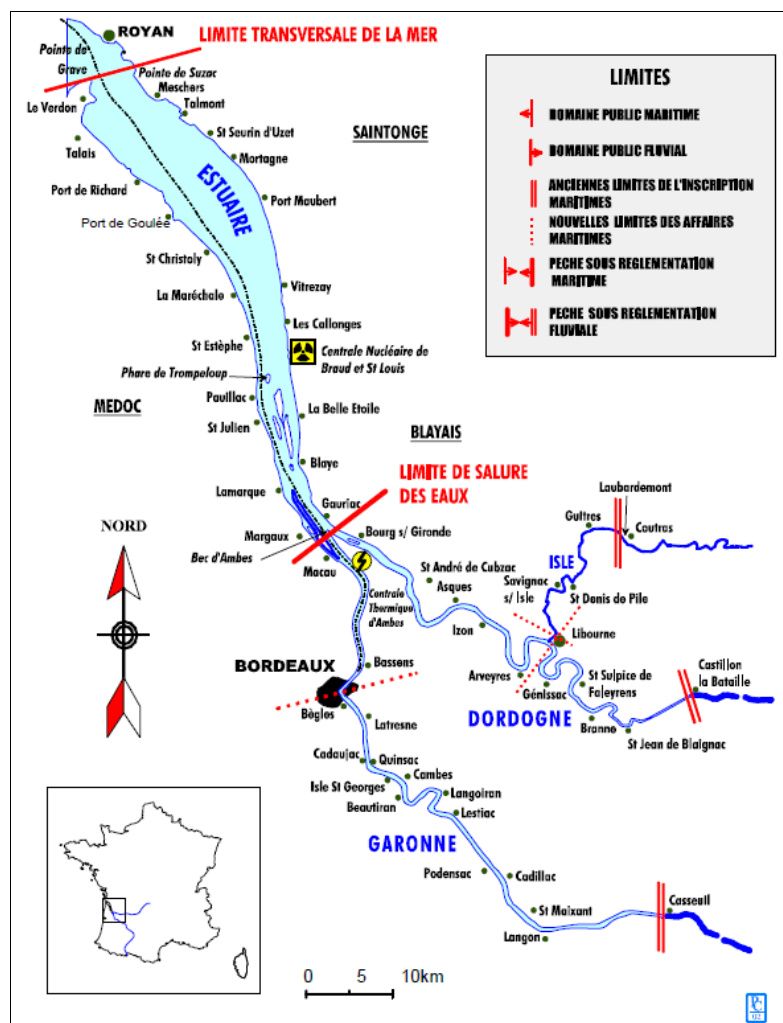 ROYAN
LIMITE TRANSVERSALE DE LA MER
Pointe de
Grave
Pointe de Suzac
Meschers
Le Verdon
Talmont
St Seurin d'Uzet
SAINTONGE
Talais
Mortagne
ESTUAIRE
Port de Richard
Port Maubert
Port de Goulée
St Christoly
Vitrezay
La Maréchale
Les Callonges
St Estèphe
Centrale Nucléaire de
Braud et St Louis
Phare de Trompeloup
Pauillac
MEDOC
La Belle Etoile
St Julien
BLAYAIS
Blaye
LIMITE DE SALURE
DES EAUX
Lamarque
Gauriac
Margaux
Bourg s/ Gironde
Bec d'Ambes
Macau
Centrale
Thermique
d'Ambes
LIMITES
DOMAINE PUBLIC MARITIME
DOMAINE PUBLIC FLUVIAL
ANCIENNES LIMITES DE L'INSCRIPTION
MARITIMES
NOUVELLES LIMITES DES AFFAIRES
MARITIMES
PECHE SOUS REGLEMENTATION
MARITIME
PECHE SOUS REGLEMENTATION
FLUVIALE
NORD
Laubardemont
Guitres
Coutras
ISLE
St André de Cubzac
Asques
Savignac
s/ Isle
St Denis de Pile
Izon
Libourne
BORDEAUX
Bassens
Arveyres
Génissac
St Sulpice de
Faleyrens
Castillon
la Bataille
DORDOGNE
Branne
St Jean de Blaignac
Bègles
Latresne
Cadaujac
Quinsac
Cambes
Isle St Georges
Beautiran
Langoiran
Lestiac
GARONNE
Podensac
Cadillac
St Maixant
Casseuil
Langon
0 5 10km